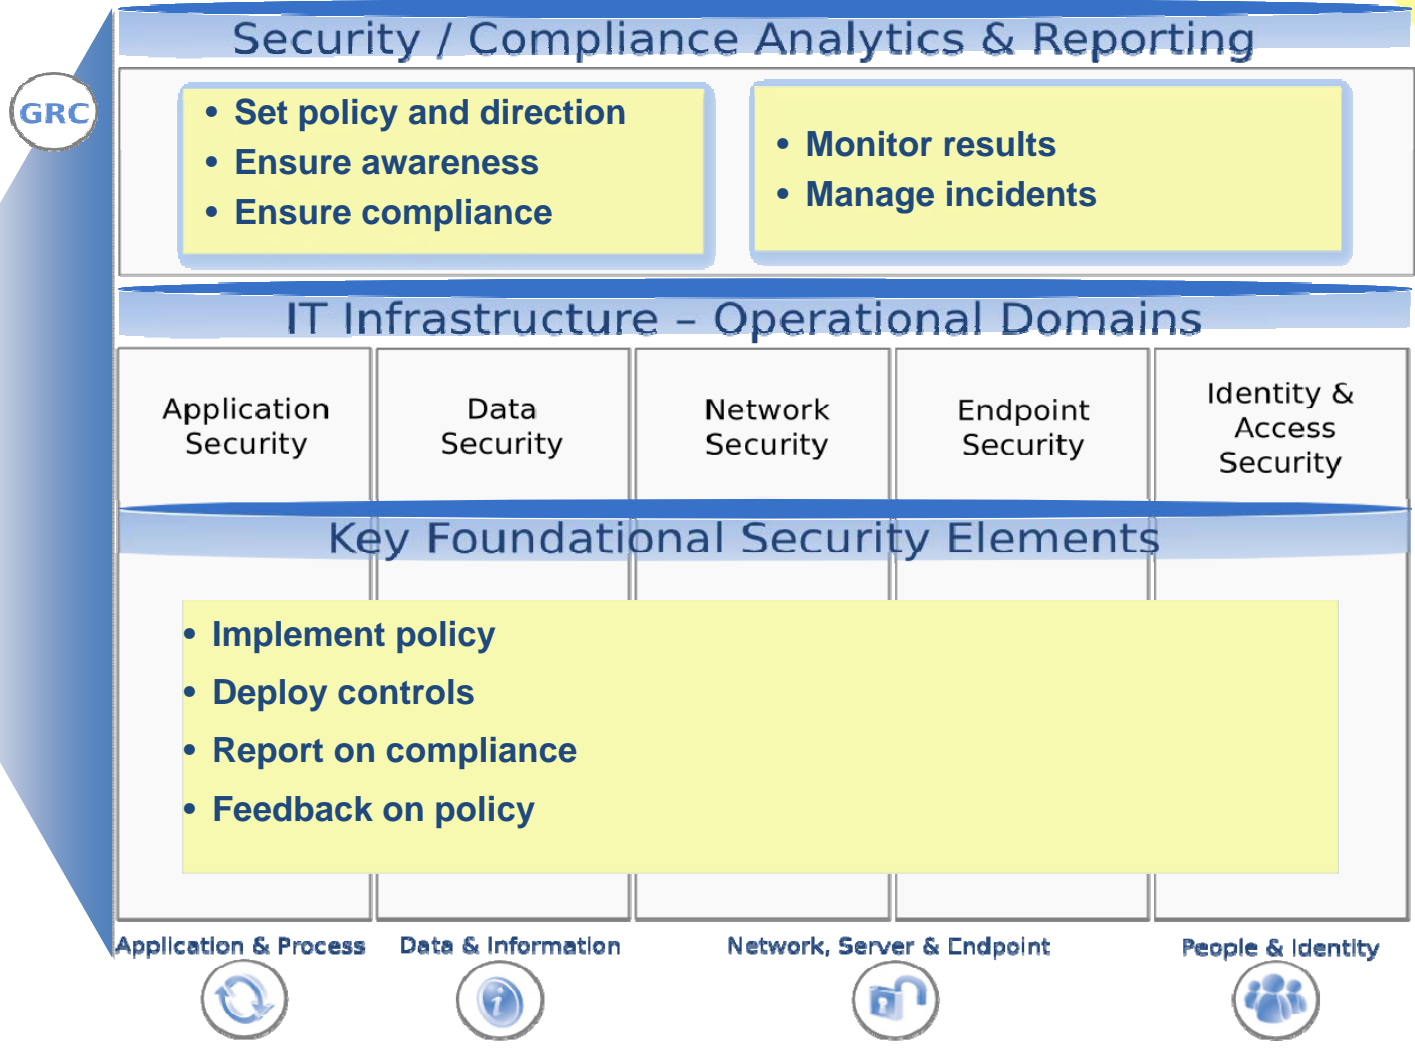 Security / Compliance Analytics & Reporting
GRC
• Set policy and direction
• Ensure awareness
• Ensure compliance
• Monitor results
• Manage incidents
IT Infrastructure – Operational Domains
Application
Security
Data
Security
Network
Security
Endpoint
Security
Identity &
Access
Security
Key Foundational Security Elements
• Implement policy
• Deploy controls
• Report on compliance
• Feedback on policy
Application & Process
Data & Information
Network, Server & Endpoint
People & Identity
i